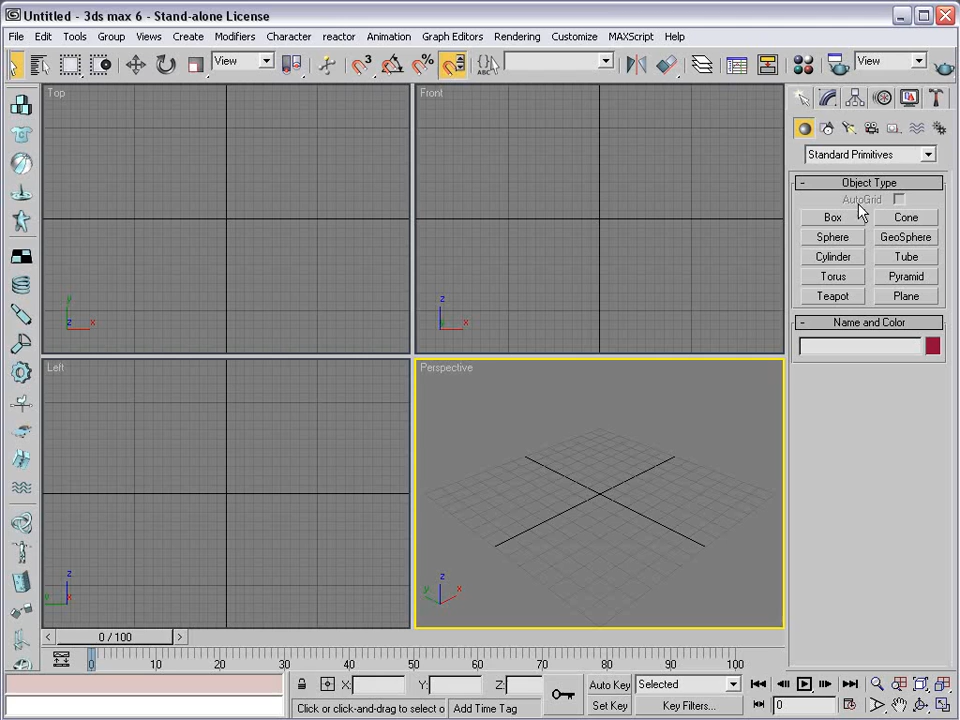 Untitled - 3ds max 6 - Stand-alone License
File Edit Tools Group Views Create Modifiers Character reactor Animation Graph Editors Rendering Customize MAXScript Help
View 3 % {} ABC View
Top
Front
Standard Primitives
- Object Type
AutoGrid
Box Cone
Sphere GeoSphere
Cylinder Tube
Torus Pyramid
Teapot Plane
- Name and Color
y z x
z y x
Left
Perspective
z y x
z y x
< 0 / 100 >
0 10 20 30 40 50 60 70 80 90 100
X: Y: Z: Auto Key Selected
Click or click-and-drag to select o Add Time Tag Set Key Key Filters... 0